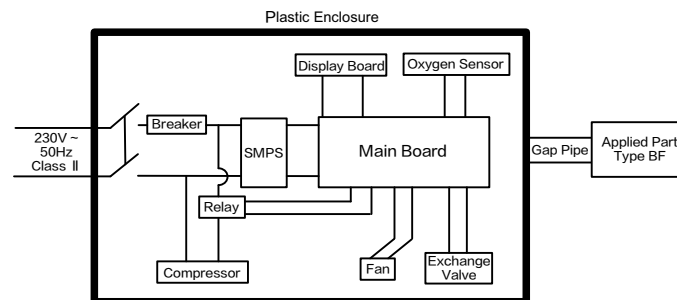 Plastic Enclosure
Display Board
Oxygen Sensor
230V ~
50Hz
Class Ⅱ
Breaker
SMPS
Main Board
Gap Pipe
Applied Part
Type BF
Relay
Compressor
Fan
Exchange
Valve